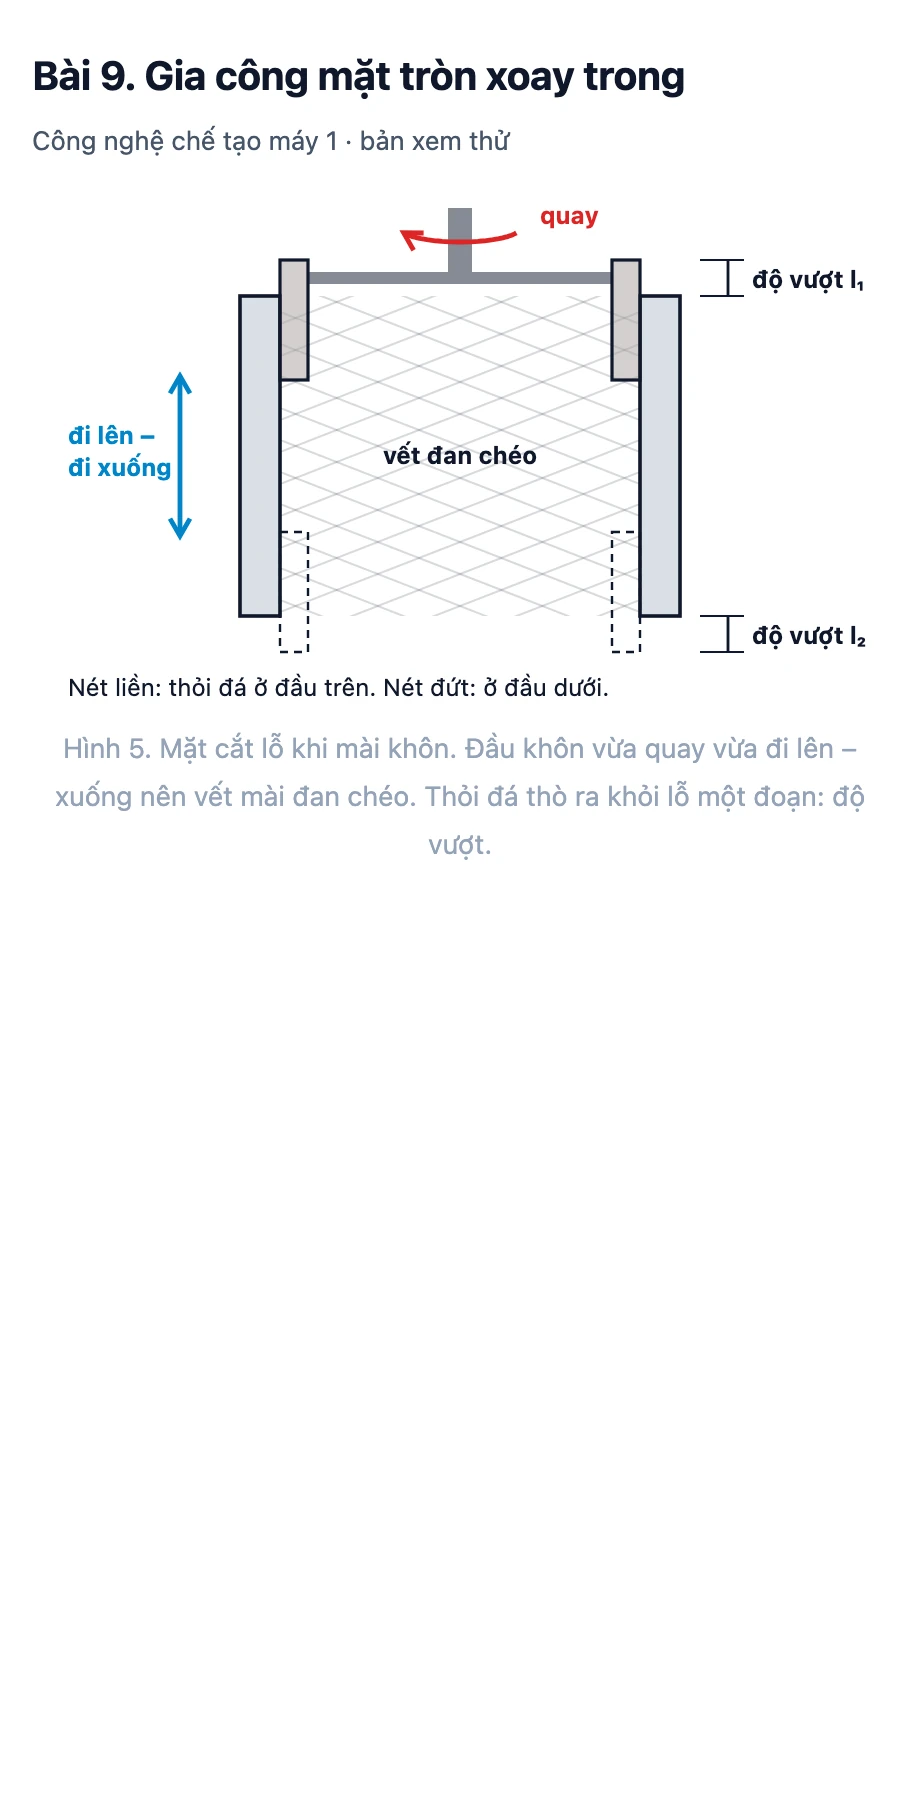 Bài 9. Gia công mặt tròn xoay trong
Công nghệ chế tạo máy 1 · bản xem thử
quay
độ vượt l₁
đi lên –
đi xuống
vết đan chéo
độ vượt l₂
Nét liền: thỏi đá ở đầu trên. Nét đứt: ở đầu dưới.
Hình 5. Mặt cắt lỗ khi mài khôn. Đầu khôn vừa quay vừa đi lên –
xuống nên vết mài đan chéo. Thỏi đá thò ra khỏi lỗ một đoạn: độ
vượt.